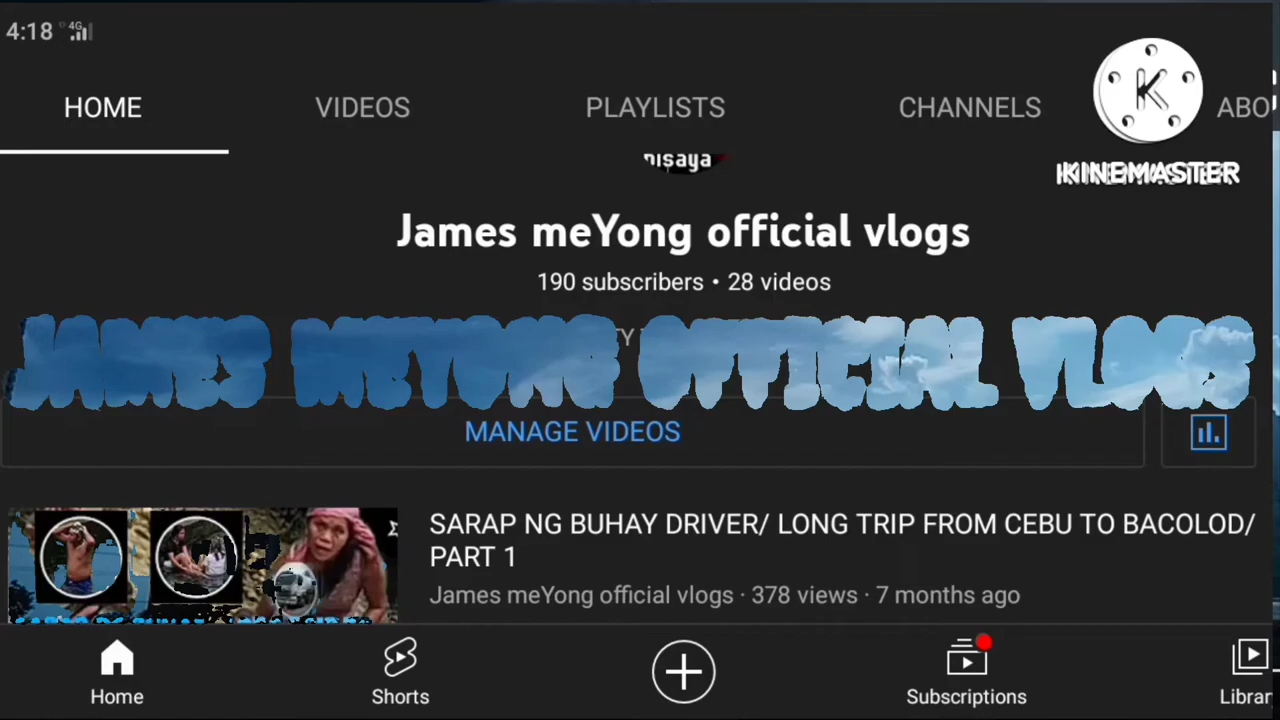 4:18 4G
HOME VIDEOS PLAYLISTS CHANNELS ABO
K
KINEMASTER
bisaya
James meYong official vlogs
190 subscribers • 28 videos
JAMES MEYONG OFFICIAL VLOGS
MANAGE VIDEOS
SARAP NG BUHAY DRIVER/ LONG TRIP FROM CEBU TO BACOLOD/
PART 1
James meYong official vlogs · 378 views · 7 months ago
Home Shorts Subscriptions Librar